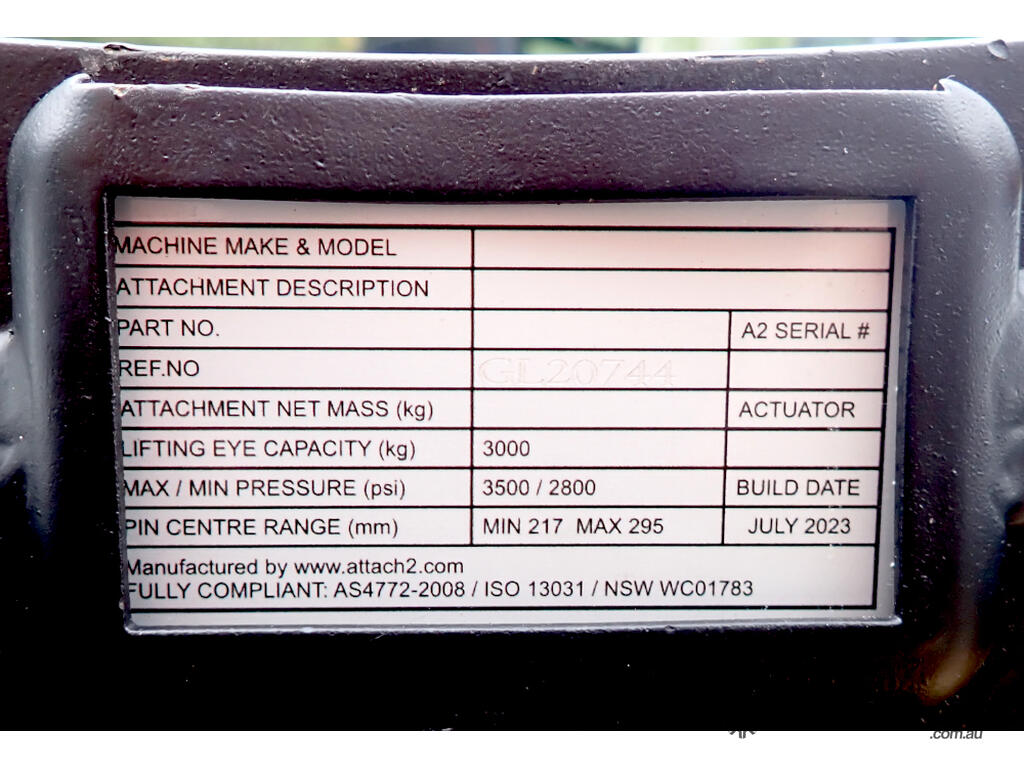 MACHINE MAKE & MODEL
ATTACHMENT DESCRIPTION
PART NO. A2 SERIAL #
REF.NO GL20744
ATTACHMENT NET MASS (kg) ACTUATOR
LIFTING EYE CAPACITY (kg) 3000
MAX / MIN PRESSURE (psi) 3500 / 2800 BUILD DATE
PIN CENTRE RANGE (mm) MIN 217 MAX 295 JULY 2023
Manufactured by www.attach2.com
FULLY COMPLIANT: AS4772-2008 / ISO 13031 / NSW WC01783
.com.au